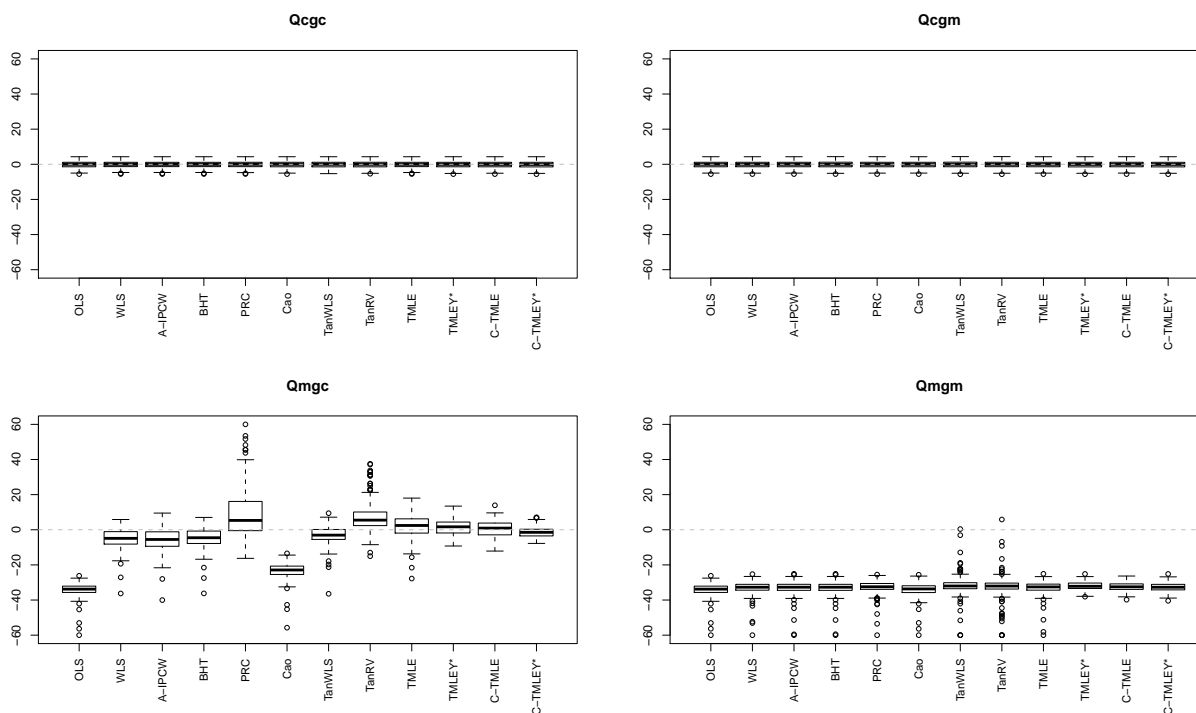 Qcgc
60
40
20
0
−20
−40
−60
OLS
WLS
A−IPCW
BHT
PRC
Cao
TanWLS
TanRV
TMLE
TMLEY*
C−TMLE
C−TMLEY*
Qcgm
60
40
20
0
−20
−40
−60
OLS
WLS
A−IPCW
BHT
PRC
Cao
TanWLS
TanRV
TMLE
TMLEY*
C−TMLE
C−TMLEY*
Qmgc
60
40
20
0
−20
−40
−60
OLS
WLS
A−IPCW
BHT
PRC
Cao
TanWLS
TanRV
TMLE
TMLEY*
C−TMLE
C−TMLEY*
Qmgm
60
40
20
0
−20
−40
−60
OLS
WLS
A−IPCW
BHT
PRC
Cao
TanWLS
TanRV
TMLE
TMLEY*
C−TMLE
C−TMLEY*